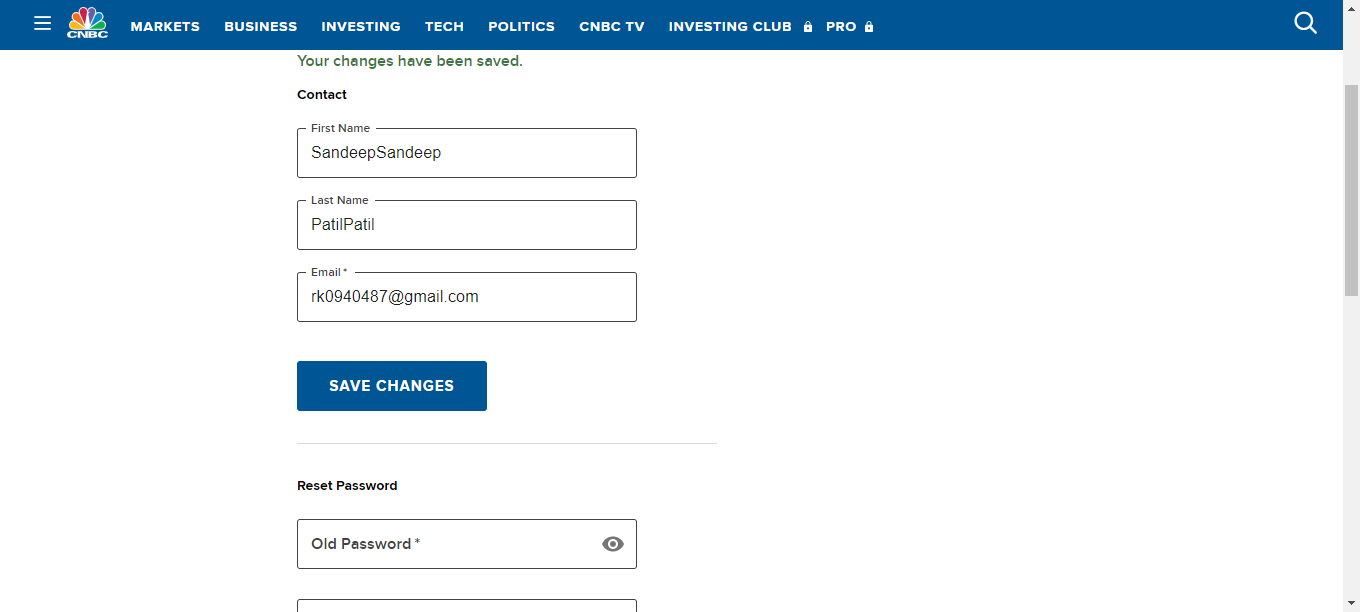 CNBC MARKETS BUSINESS INVESTING TECH POLITICS CNBC TV INVESTING CLUB PRO
Your changes have been saved.
Contact
First Name
SandeepSandeep
Last Name
PatilPatil
Email *
rk0940487@gmail.com
SAVE CHANGES
Reset Password
Old Password *